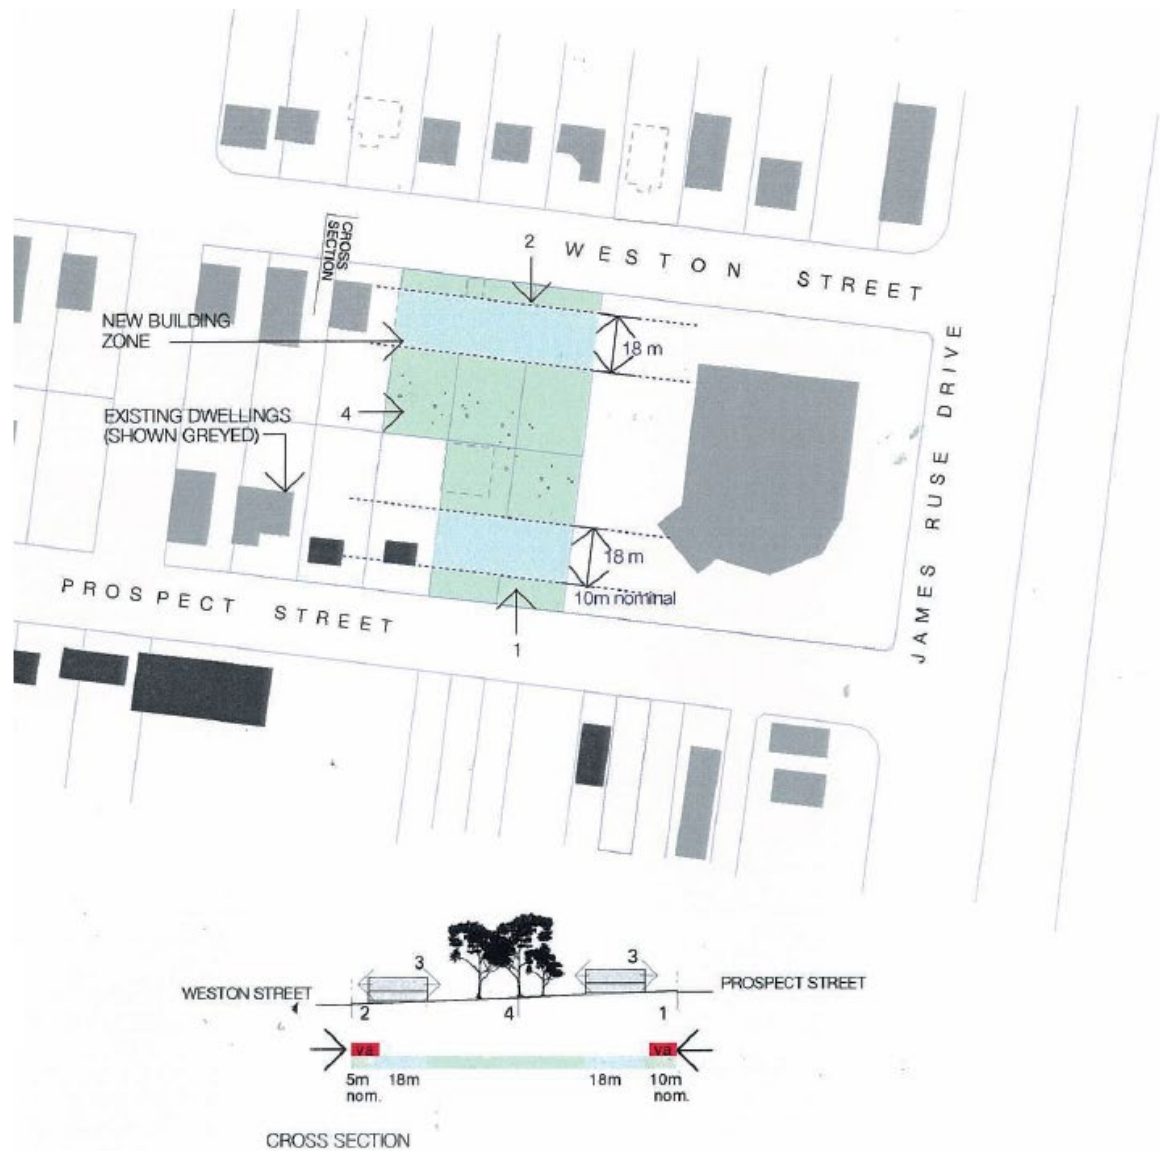 CROSS
SECTION
2
WESTON STREET
NEW BUILDING
ZONE
18 m
4
EXISTING DWELLINGS
(SHOWN GREYED)
JAMES RUSE DRIVE
18 m
10m nominal
PROSPECT STREET
1
3
3
WESTON STREET
PROSPECT STREET
2
4
1
va
va
5m
nom.
18m
18m
10m
nom.
CROSS SECTION